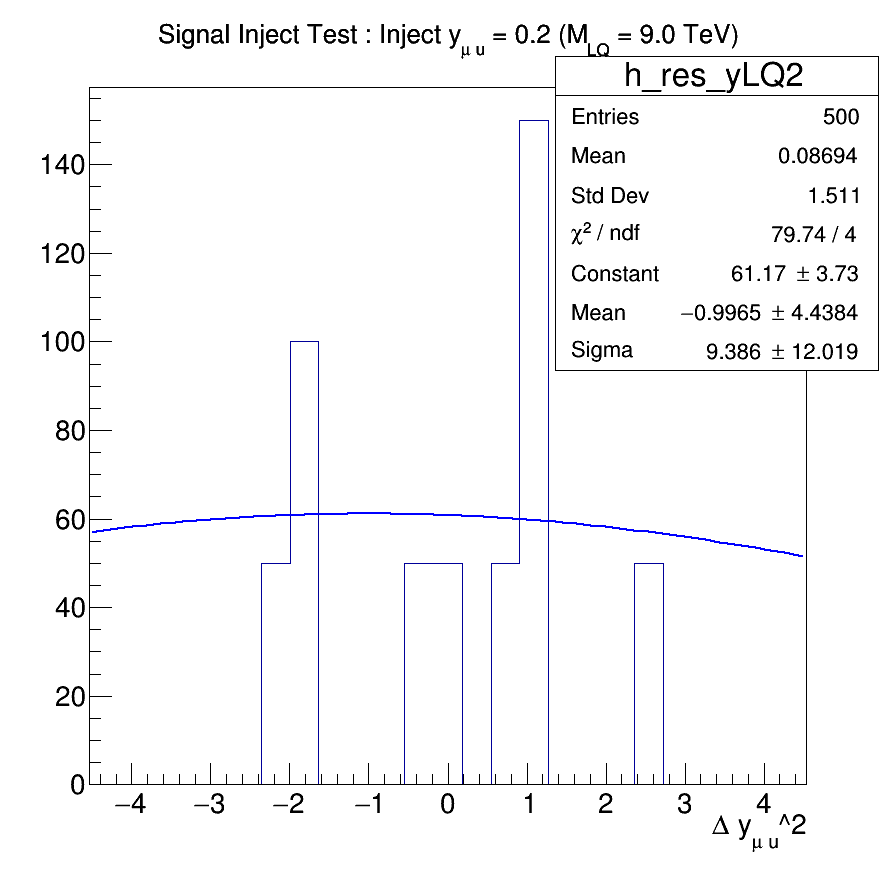 Signal Inject Test : Inject y_μ u = 0.2 (M_LQ = 9.0 TeV)
h_res_yLQ2
Entries 500
Mean 0.08694
Std Dev 1.511
χ² / ndf 79.74 / 4
Constant 61.17 ± 3.73
Mean −0.9965 ± 4.4384
Sigma 9.386 ± 12.019
140
120
100
80
60
40
20
0
−4 −3 −2 −1 0 1 2 3 4
Δ y_μ u^2